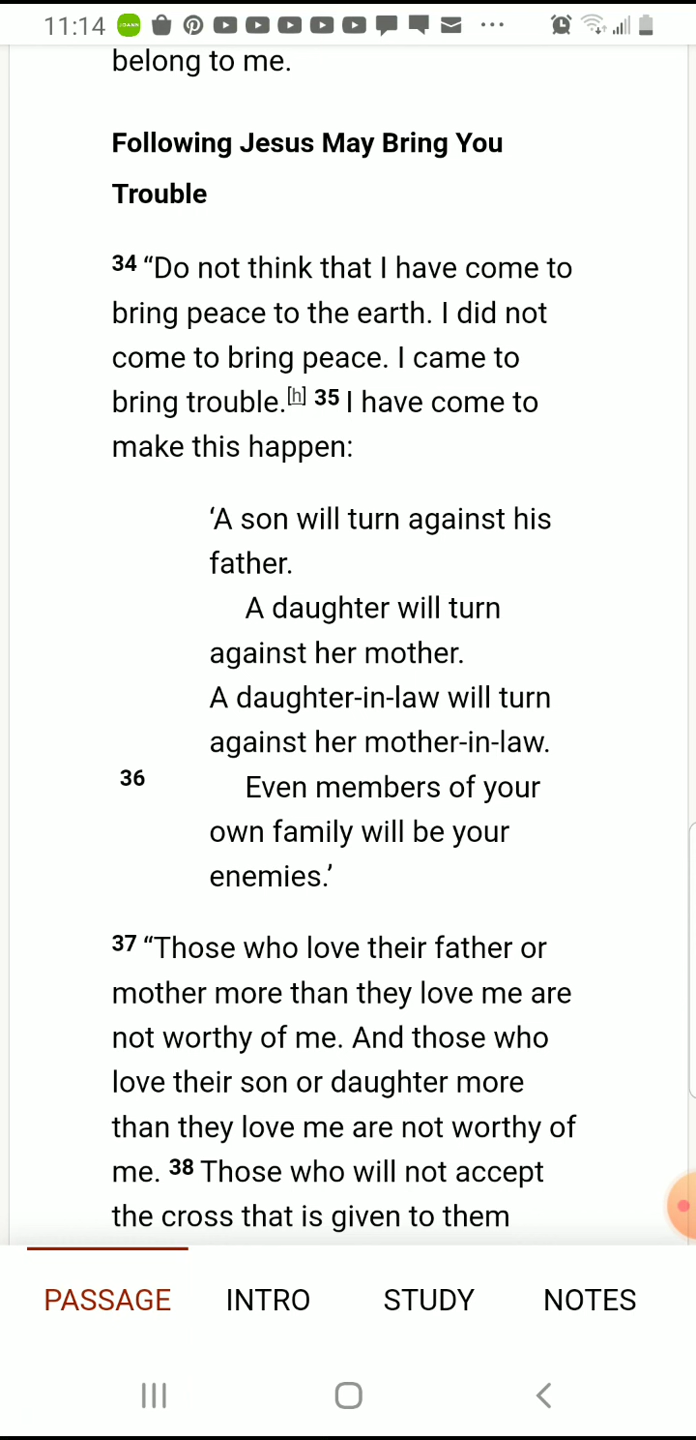 11:14
JOANN
belong to me.
Following Jesus May Bring You
Trouble
34 “Do not think that I have come to
bring peace to the earth. I did not
come to bring peace. I came to
bring trouble.[h] 35 I have come to
make this happen:
‘A son will turn against his
father.
A daughter will turn
against her mother.
A daughter-in-law will turn
against her mother-in-law.
36 Even members of your
own family will be your
enemies.’
37 “Those who love their father or
mother more than they love me are
not worthy of me. And those who
love their son or daughter more
than they love me are not worthy of
me. 38 Those who will not accept
the cross that is given to them
PASSAGE INTRO STUDY NOTES